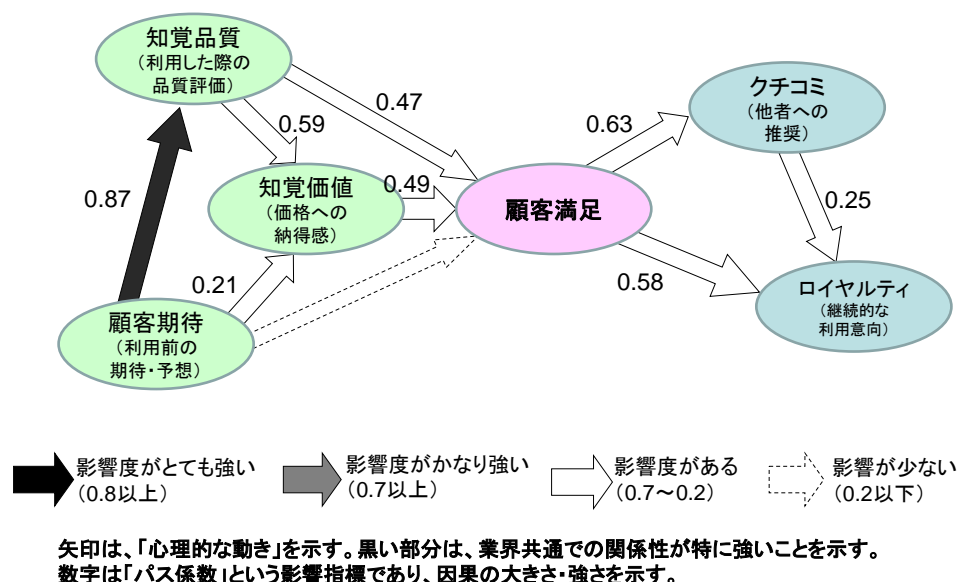 知覚品質
（利用した際の
品質評価）
0.47
0.59
0.87
知覚価値
（価格への
納得感）
0.49
0.21
顧客期待
（利用前の
期待・予想）
顧客満足
0.63
クチコミ
（他者への
推奨）
0.25
0.58
ロイヤルティ
（継続的な
利用意向）
影響度がとても強い
（0.8以上）
影響度がかなり強い
（0.7以上）
影響度がある
（0.7～0.2）
影響が少ない
（0.2以下）
矢印は、「心理的な動き」を示す。黒い部分は、業界共通での関係性が特に強いことを示す。
数字は「パス係数」という影響指標であり、因果の大きさ・強さを示す。